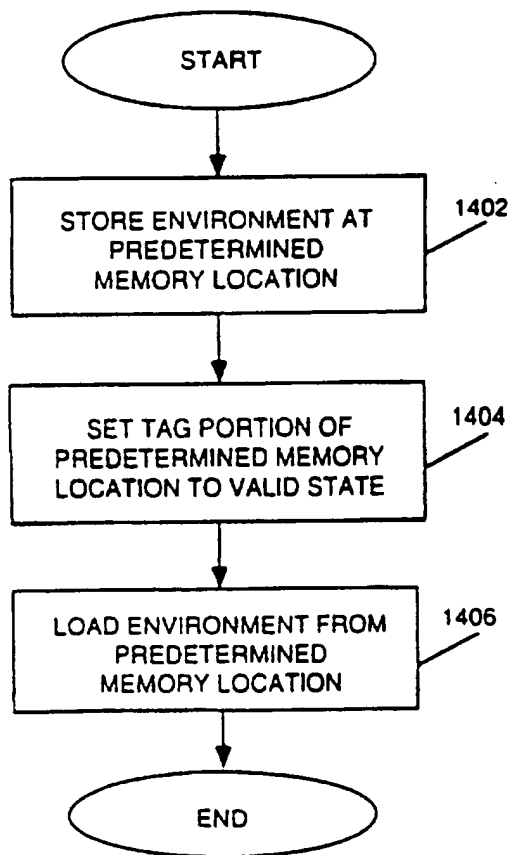 START
STORE ENVIRONMENT AT
PREDETERMINED
MEMORY LOCATION
1402
SET TAG PORTION OF
PREDETERMINED MEMORY
LOCATION TO VALID STATE
1404
LOAD ENVIRONMENT FROM
PREDETERMINED
MEMORY LOCATION
1406
END